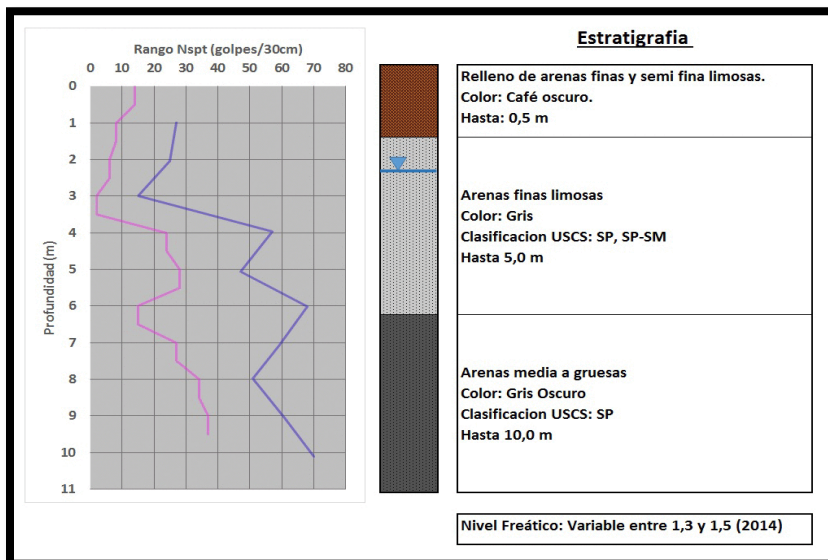 Rango Nspt (golpes/30cm)
0 10 20 30 40 50 60 70 80
0
1
2
3
4
5
6
7
8
9
10
11
Profundidad (m)
Estratigrafia
Relleno de arenas finas y semi fina limosas.
Color: Café oscuro.
Hasta: 0,5 m
Arenas finas limosas
Color: Gris
Clasificacion USCS: SP, SP-SM
Hasta 5,0 m
Arenas media a gruesas
Color: Gris Oscuro
Clasificacion USCS: SP
Hasta 10,0 m
Nivel Freático: Variable entre 1,3 y 1,5 (2014)